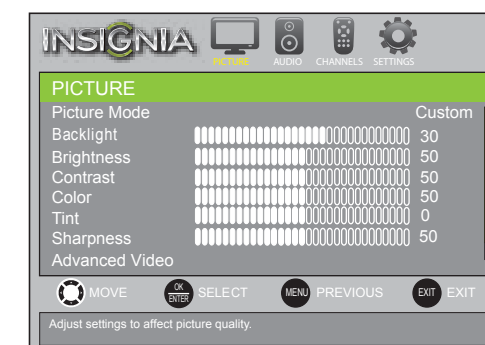 INSIGNIA
PICTURE AUDIO CHANNELS SETTINGS
PICTURE
Picture Mode Custom
Backlight 30
Brightness 50
Contrast 50
Color 50
Tint 0
Sharpness 50
Advanced Video
MOVE OK ENTER SELECT MENU PREVIOUS EXIT EXIT
Adjust settings to affect picture quality.